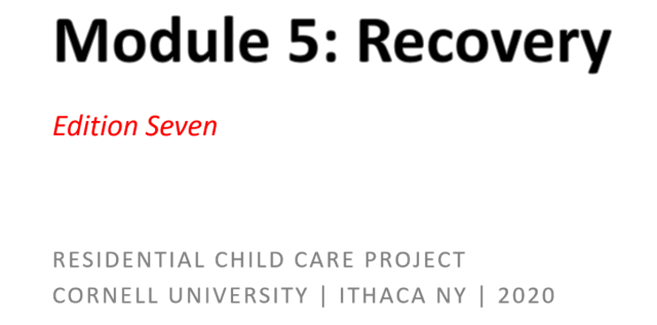 Module 5: Recovery
Edition Seven
RESIDENTIAL CHILD CARE PROJECT
CORNELL UNIVERSITY | ITHACA NY | 2020